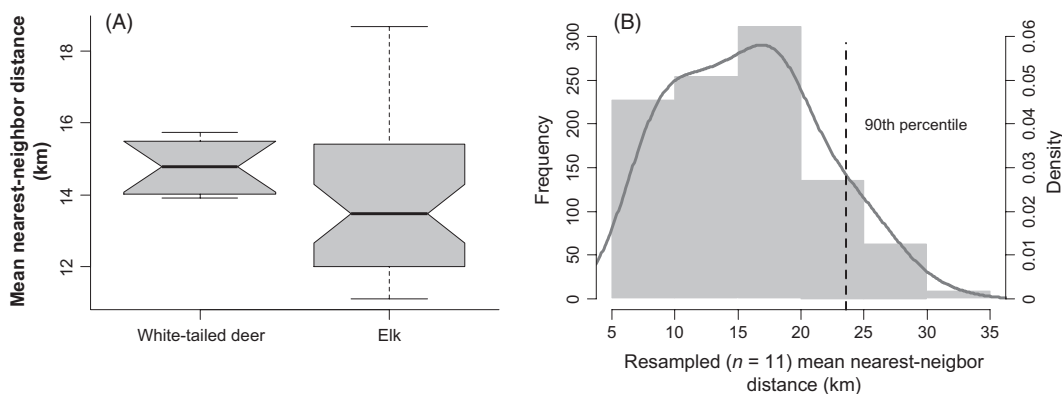 (A)
Mean nearest-neighbor distance
(km)
18
16
14
12
White-tailed deer
Elk
(B)
Frequency
300
250
200
150
100
50
0
90th percentile
Density
0.06
0.05
0.04
0.03
0.02
0.01
0
5
10
15
20
25
30
35
Resampled (n = 11) mean nearest-neigbor
distance (km)